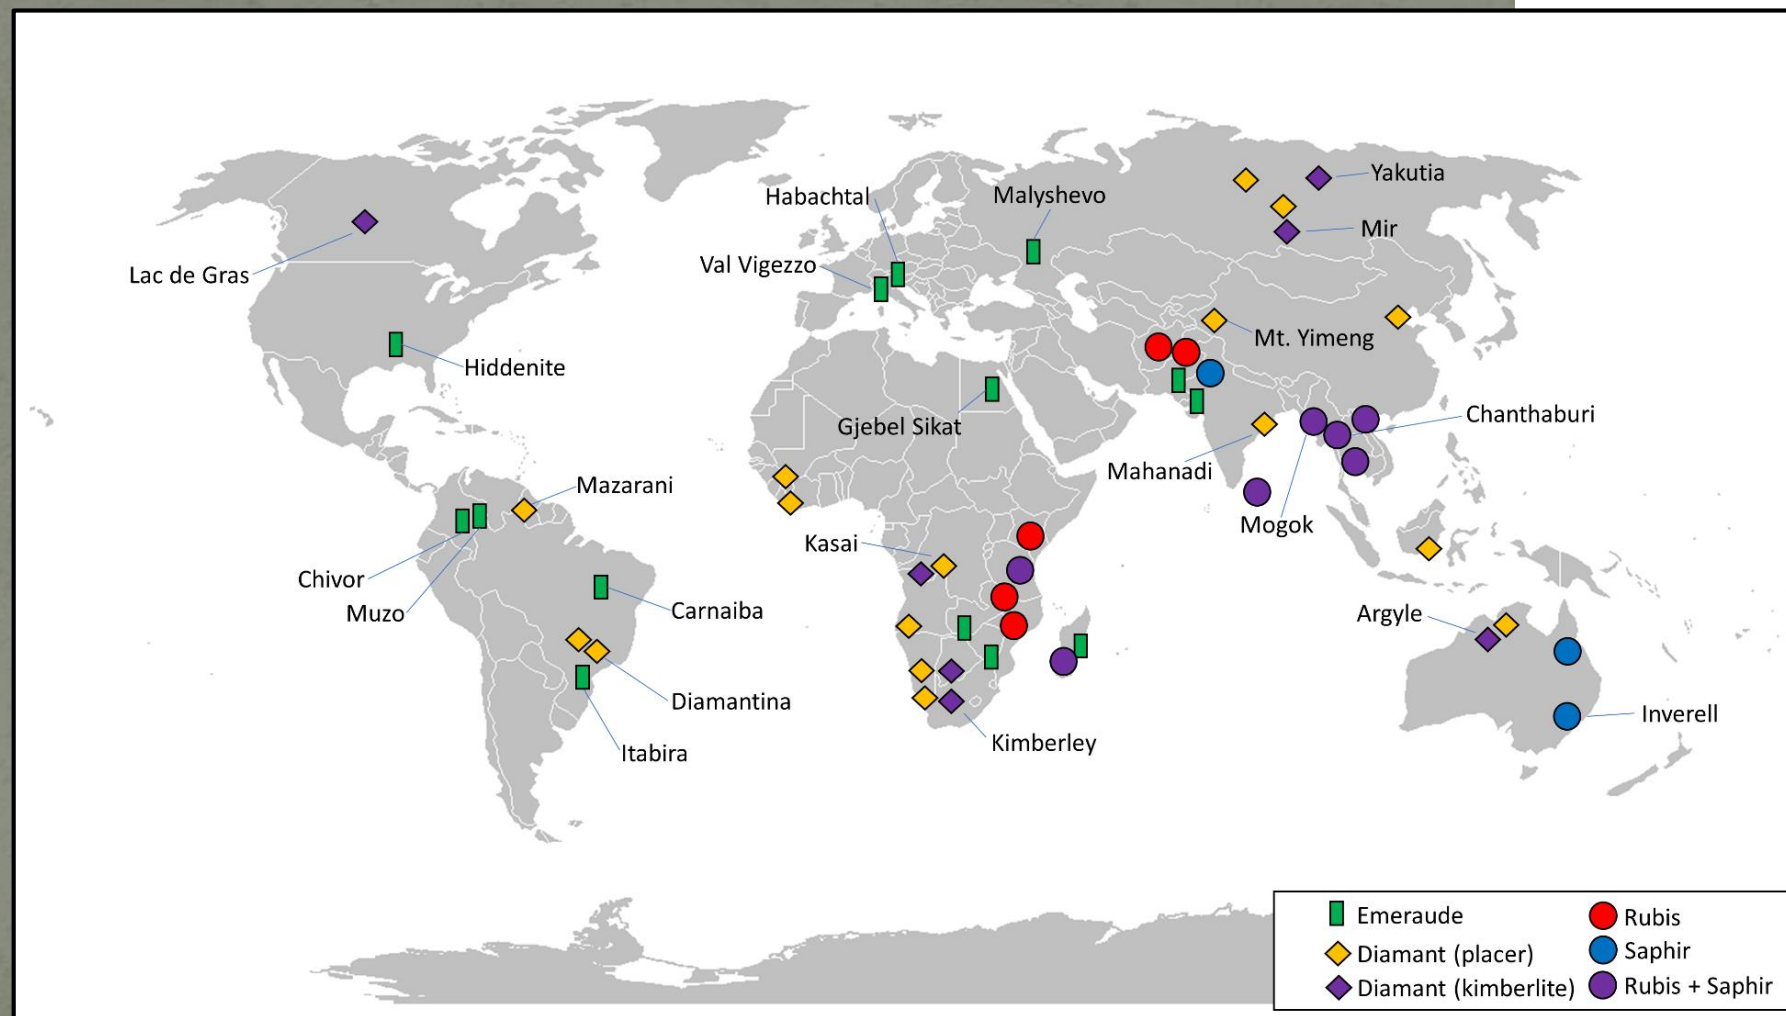 Yakutia
Habachtal
Malyshevo
Mir
Val Vigezzo
Lac de Gras
Mt. Yimeng
Hiddenite
Chanthaburi
Gjebel Sikat
Mahanadi
Mazarani
Mogok
Kasai
Chivor
Muzo
Carnaiba
Argyle
Diamantina
Inverell
Kimberley
Itabira
Emeraude
Rubis
Diamant (placer)
Saphir
Diamant (kimberlite)
Rubis + Saphir